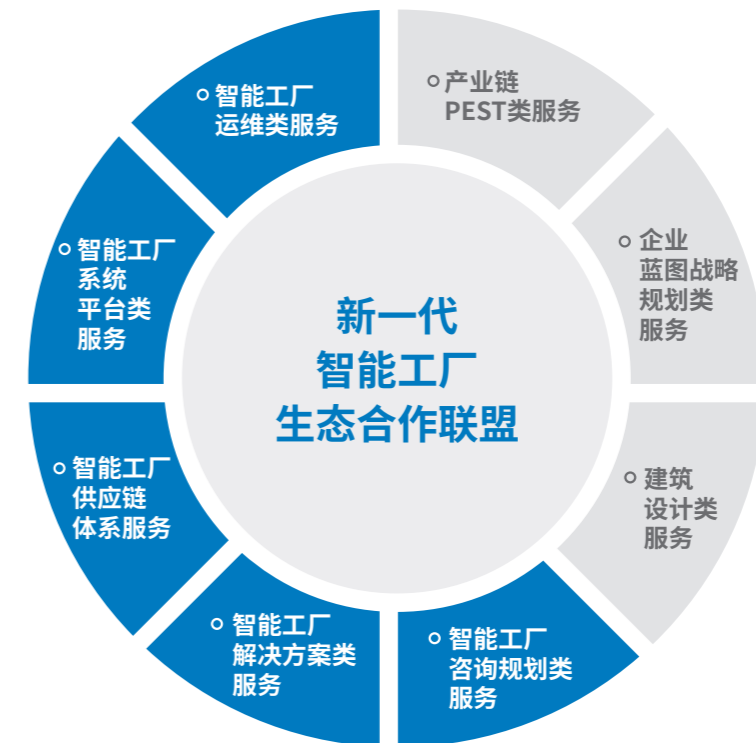 产业链
PEST类服务
企业
蓝图战略
规划类
服务
建筑
设计类
服务
智能工厂
咨询规划类
服务
智能工厂
解决方案类
服务
智能工厂
供应链
体系服务
智能工厂
系统
平台类
服务
智能工厂
运维类服务
新一代
智能工厂
生态合作联盟